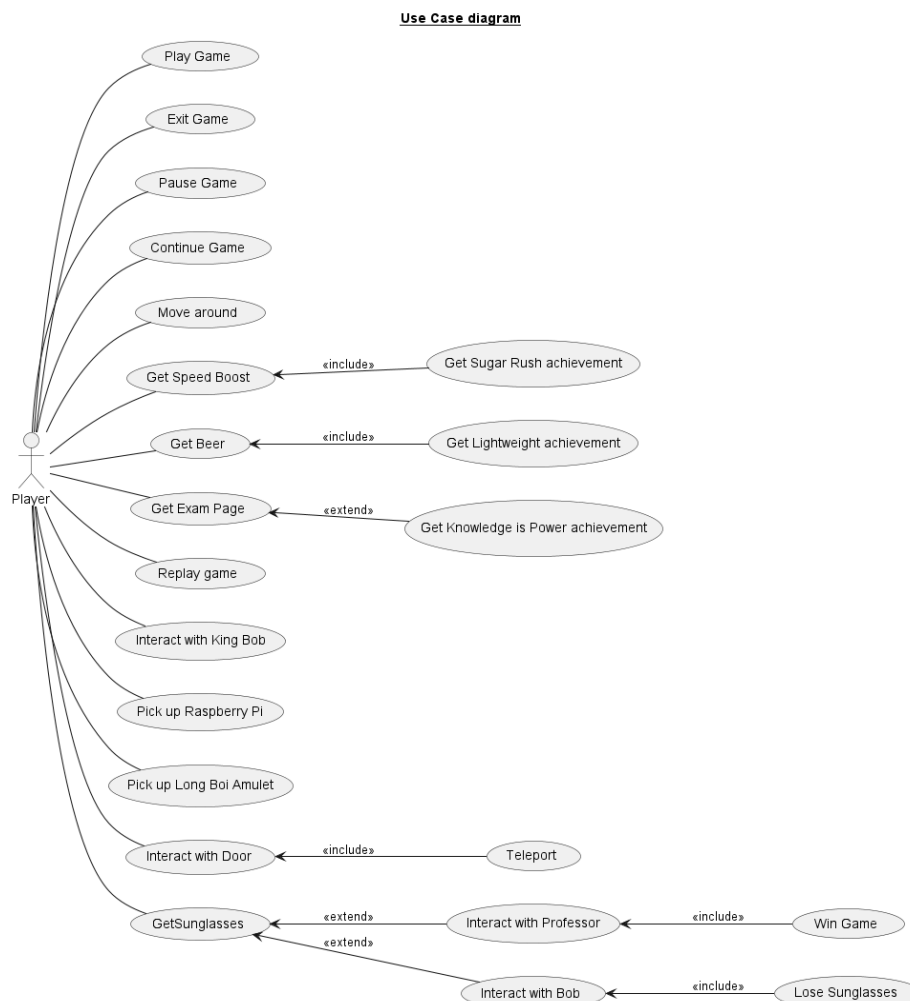 Use Case diagram
Play Game
Exit Game
Pause Game
Continue Game
Move around
Get Speed Boost
«include»
Get Sugar Rush achievement
Get Beer
«include»
Get Lightweight achievement
Player
Get Exam Page
«extend»
Get Knowledge is Power achievement
Replay game
Interact with King Bob
Pick up Raspberry Pi
Pick up Long Boi Amulet
Interact with Door
«include»
Teleport
GetSunglasses
«extend»
Interact with Professor
«include»
Win Game
«extend»
Interact with Bob
«include»
Lose Sunglasses